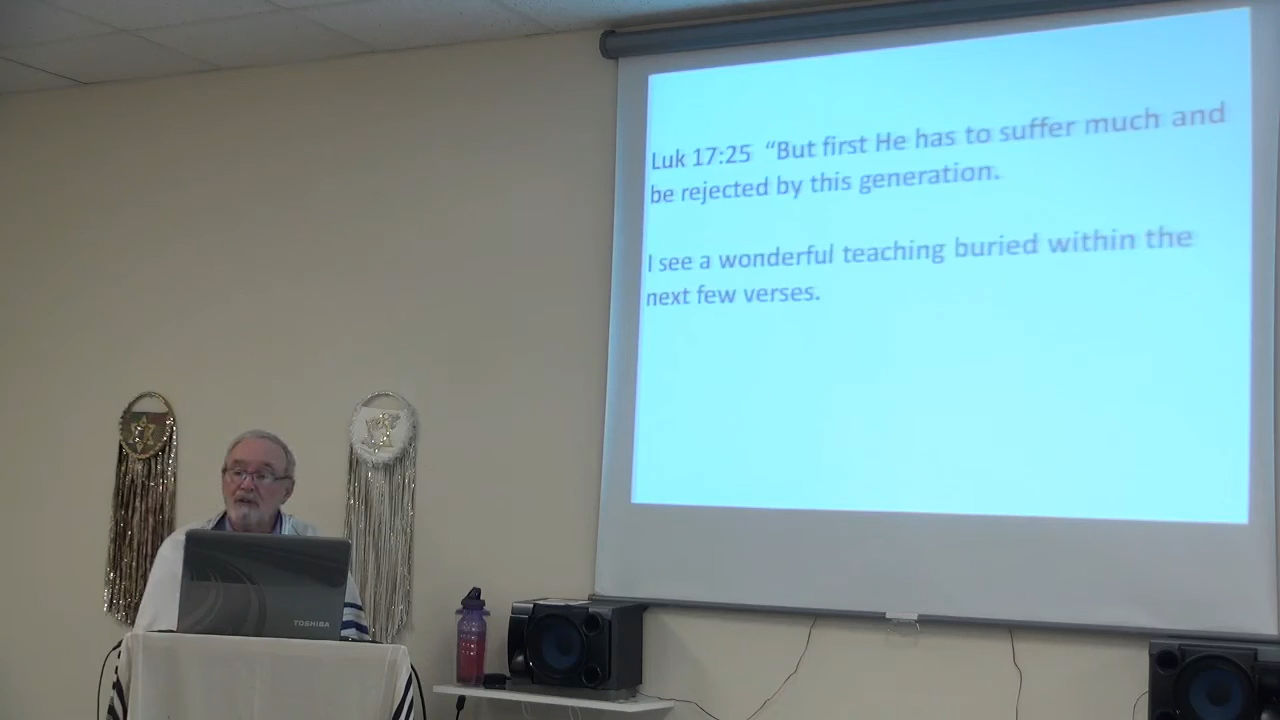 Luk 17:25 “But first He has to suffer much and
be rejected by this generation.
I see a wonderful teaching buried within the
next few verses.
TOSHIBA